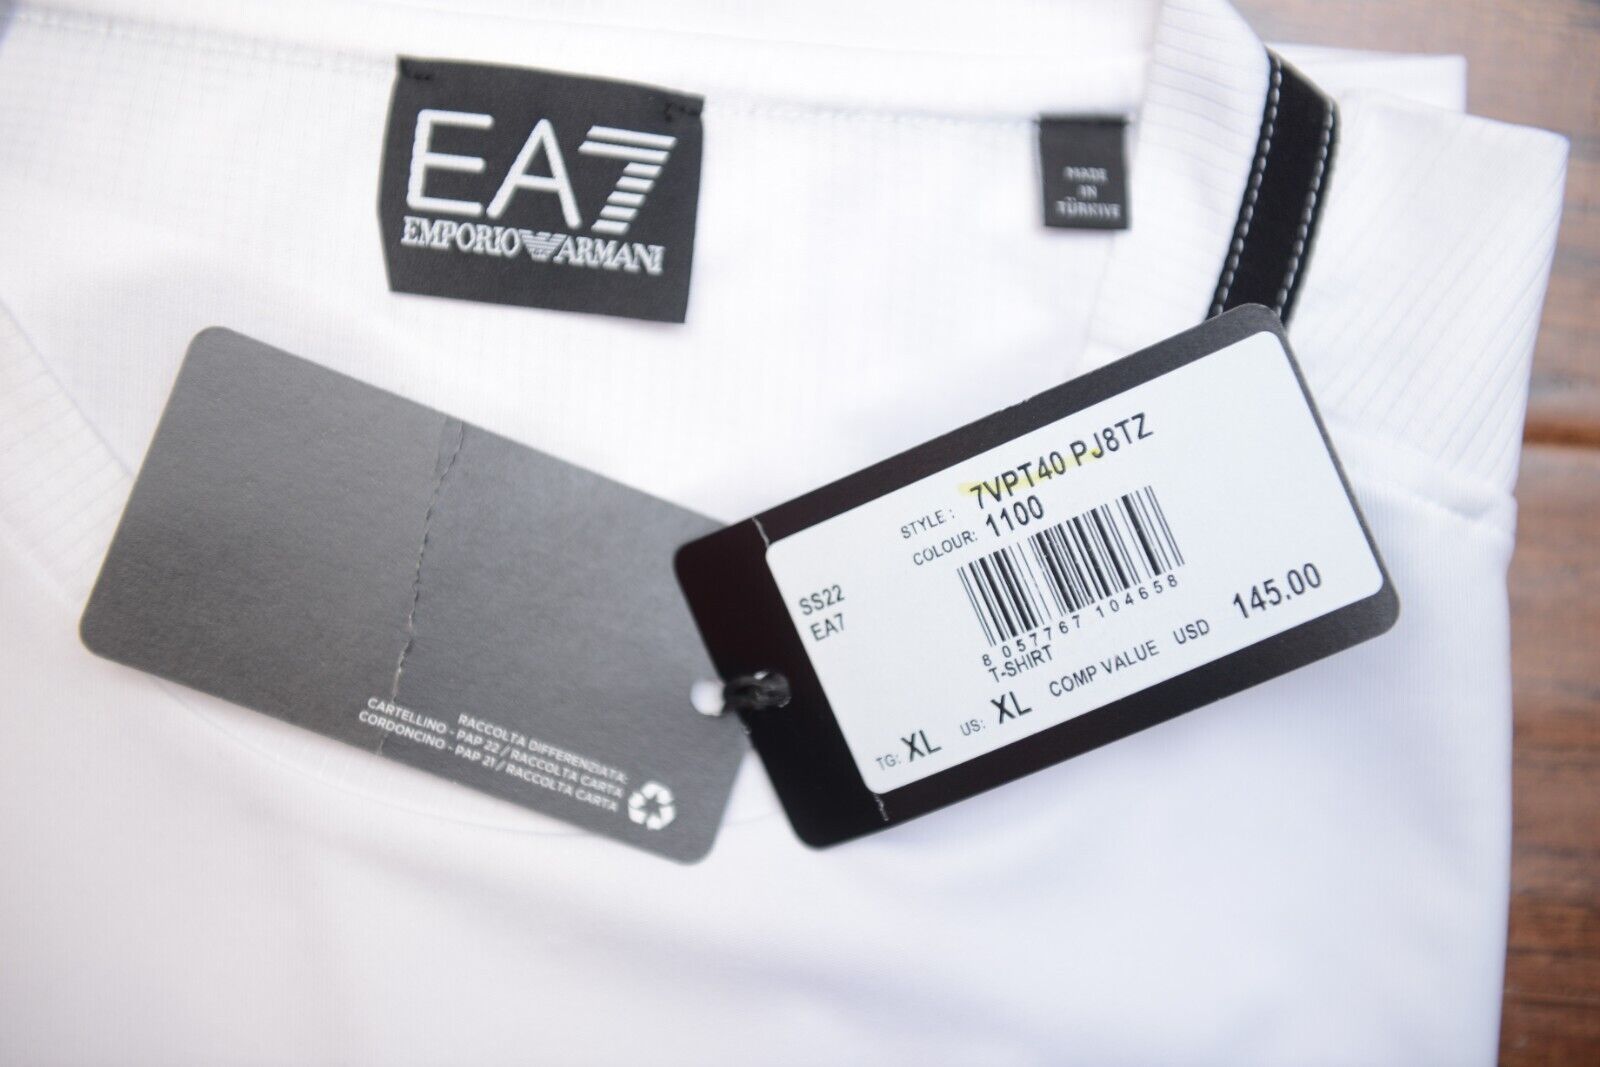 EA7
EMPORIO ARMANI
MADE
IN
TÜRKIYE
RACCOLTA DIFFERENZIATA:
CARTELLINO - PAP 22 / RACCOLTA CARTA
CORDONCINO - PAP 21 / RACCOLTA CARTA
STYLE : 7VPT40 PJ8TZ
COLOUR: 1100
SS22
EA7
8 057767 104658
T-SHIRT
TG: XL US: XL COMP VALUE USD 145.00